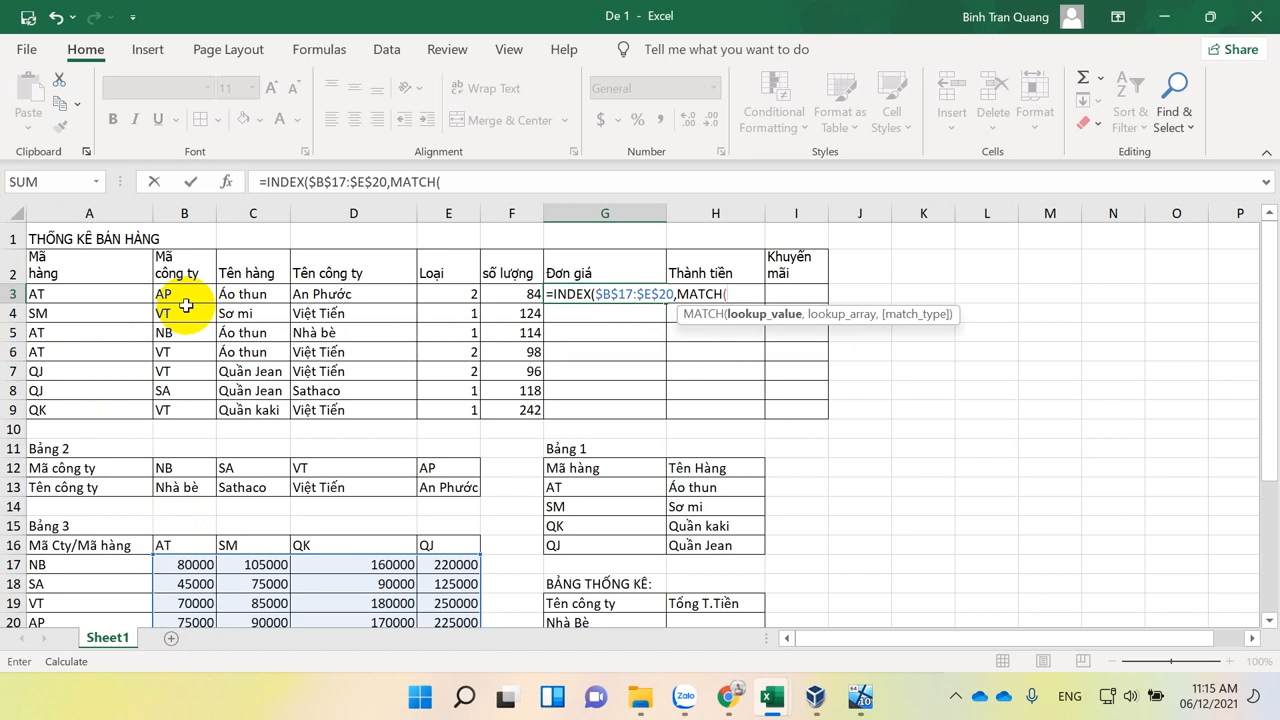 De 1 - Excel
Binh Tran Quang
File Home Insert Page Layout Formulas Data Review View Help Tell me what you want to do Share
Paste
11
Wrap Text
General
Merge & Center
Conditional Formatting
Format as Table
Cell Styles
Insert
Delete
Format
Sort & Filter
Find & Select
Clipboard Font Alignment Number Styles Cells Editing
SUM =INDEX($B$17:$E$20,MATCH(
A B C D E F G H I J K L M N O P
1 THỐNG KÊ BÁN HÀNG
2 Mã hàng Mã công ty Tên hàng Tên công ty Loại số lượng Đơn giá Thành tiền Khuyến mãi
3 AT AP Áo thun An Phước 2 84 =INDEX($B$17:$E$20,MATCH(
MATCH(lookup_value, lookup_array, [match_type])
4 SM VT Sơ mi Việt Tiến 1 124
5 AT NB Áo thun Nhà bè 1 114
6 AT VT Áo thun Việt Tiến 2 98
7 QJ VT Quần Jean Việt Tiến 2 96
8 QJ SA Quần Jean Sathaco 1 118
9 QK VT Quần kaki Việt Tiến 1 242
10
11 Bảng 2 Bảng 1
12 Mã công ty NB SA VT AP Mã hàng Tên Hàng
13 Tên công ty Nhà bè Sathaco Việt Tiến An Phước AT Áo thun
14 SM Sơ mi
15 Bảng 3 QK Quần kaki
16 Mã Cty/Mã hàng AT SM QK QJ QJ Quần Jean
17 NB 80000 105000 160000 220000
18 SA 45000 75000 90000 125000 BẢNG THỐNG KÊ:
19 VT 70000 85000 180000 250000 Tên công ty Tổng T.Tiền
20 AP 75000 90000 170000 225000 Nhà Bè
Sheet1
Enter Calculate 100%
Zalo
ENG
11:15 AM
06/12/2021